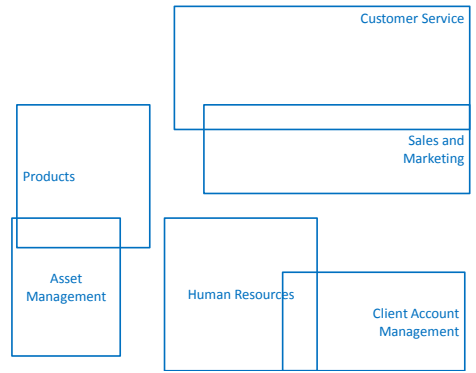 Customer Service
Sales and
Marketing
Products
Asset
Management
Human Resources
Client Account
Management